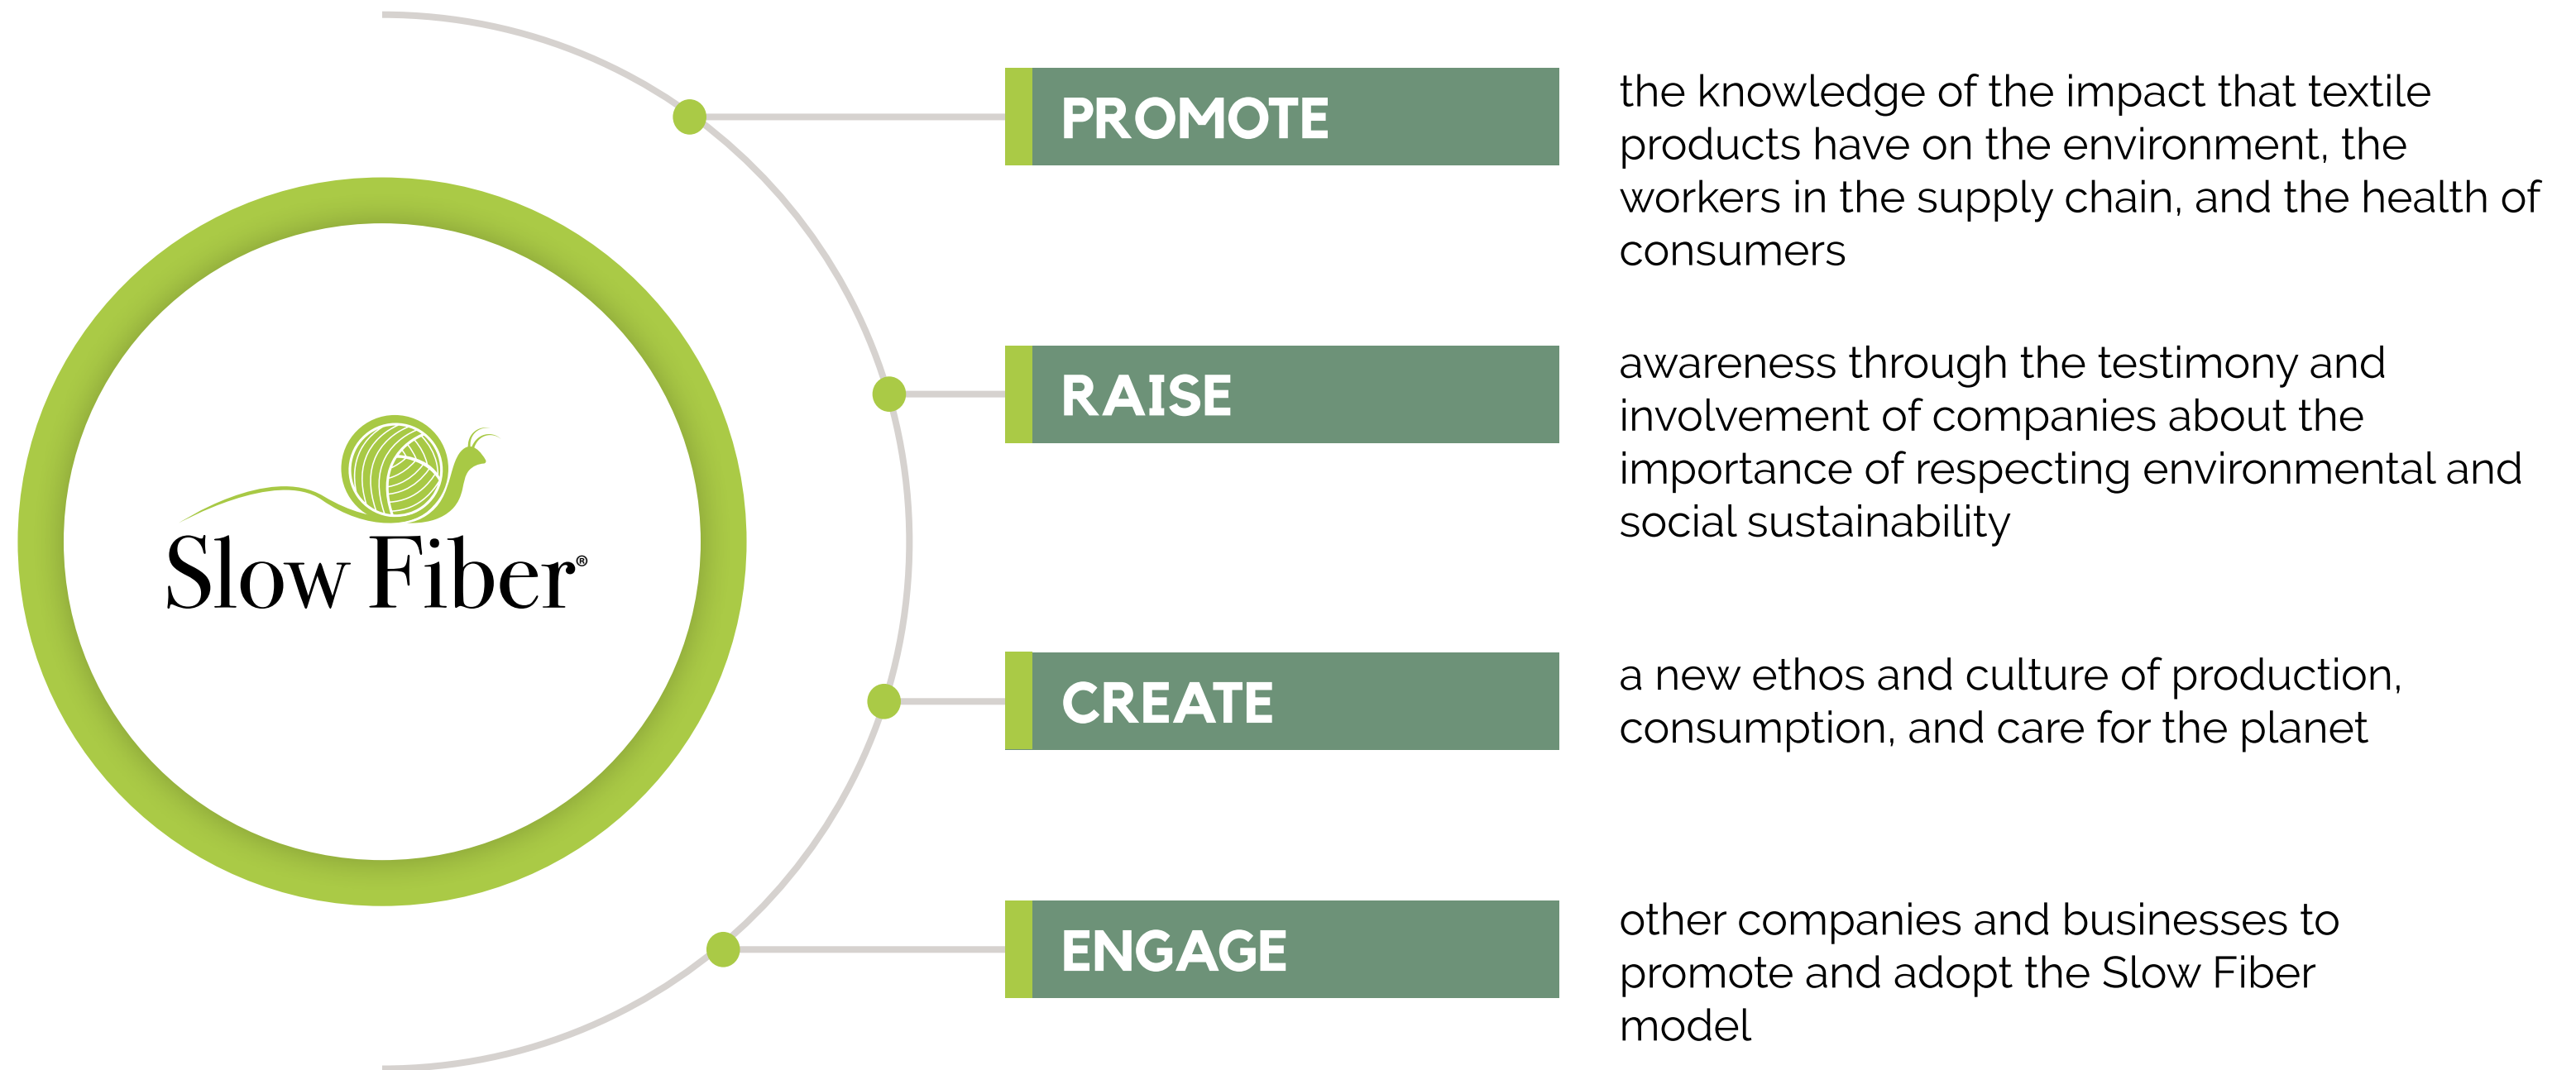 Slow Fiber®
PROMOTE
the knowledge of the impact that textile
products have on the environment, the
workers in the supply chain, and the health of
consumers
RAISE
awareness through the testimony and
involvement of companies about the
importance of respecting environmental and
social sustainability
CREATE
a new ethos and culture of production,
consumption, and care for the planet
ENGAGE
other companies and businesses to
promote and adopt the Slow Fiber
model